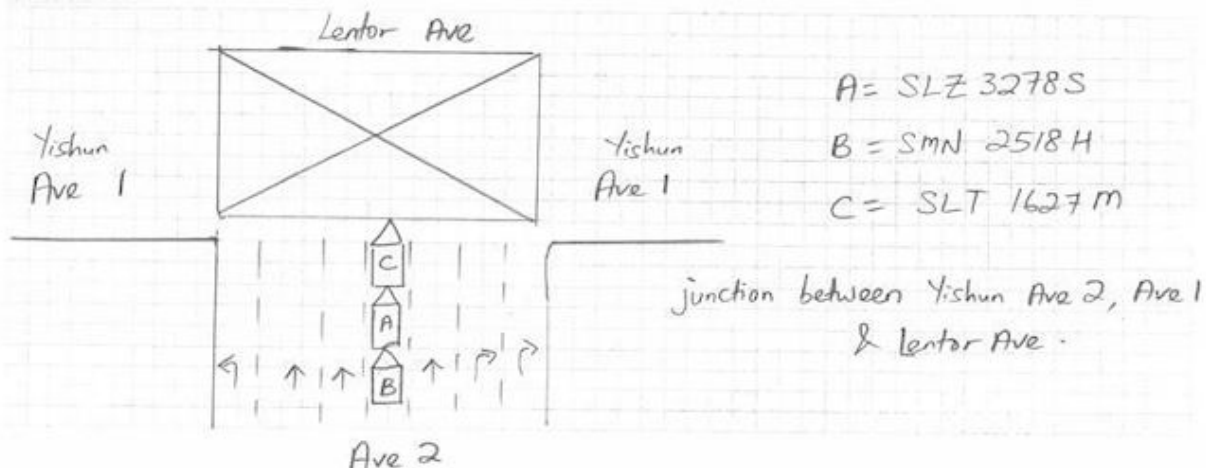 Lentor Ave
Yishun
Ave 1
Yishun
Ave 1
A = SLZ 3278S
B = SMN 2518H
C = SLT 1627M
junction between Yishun Ave 2, Ave 1
& Lentor Ave.
C
A
B
Ave 2